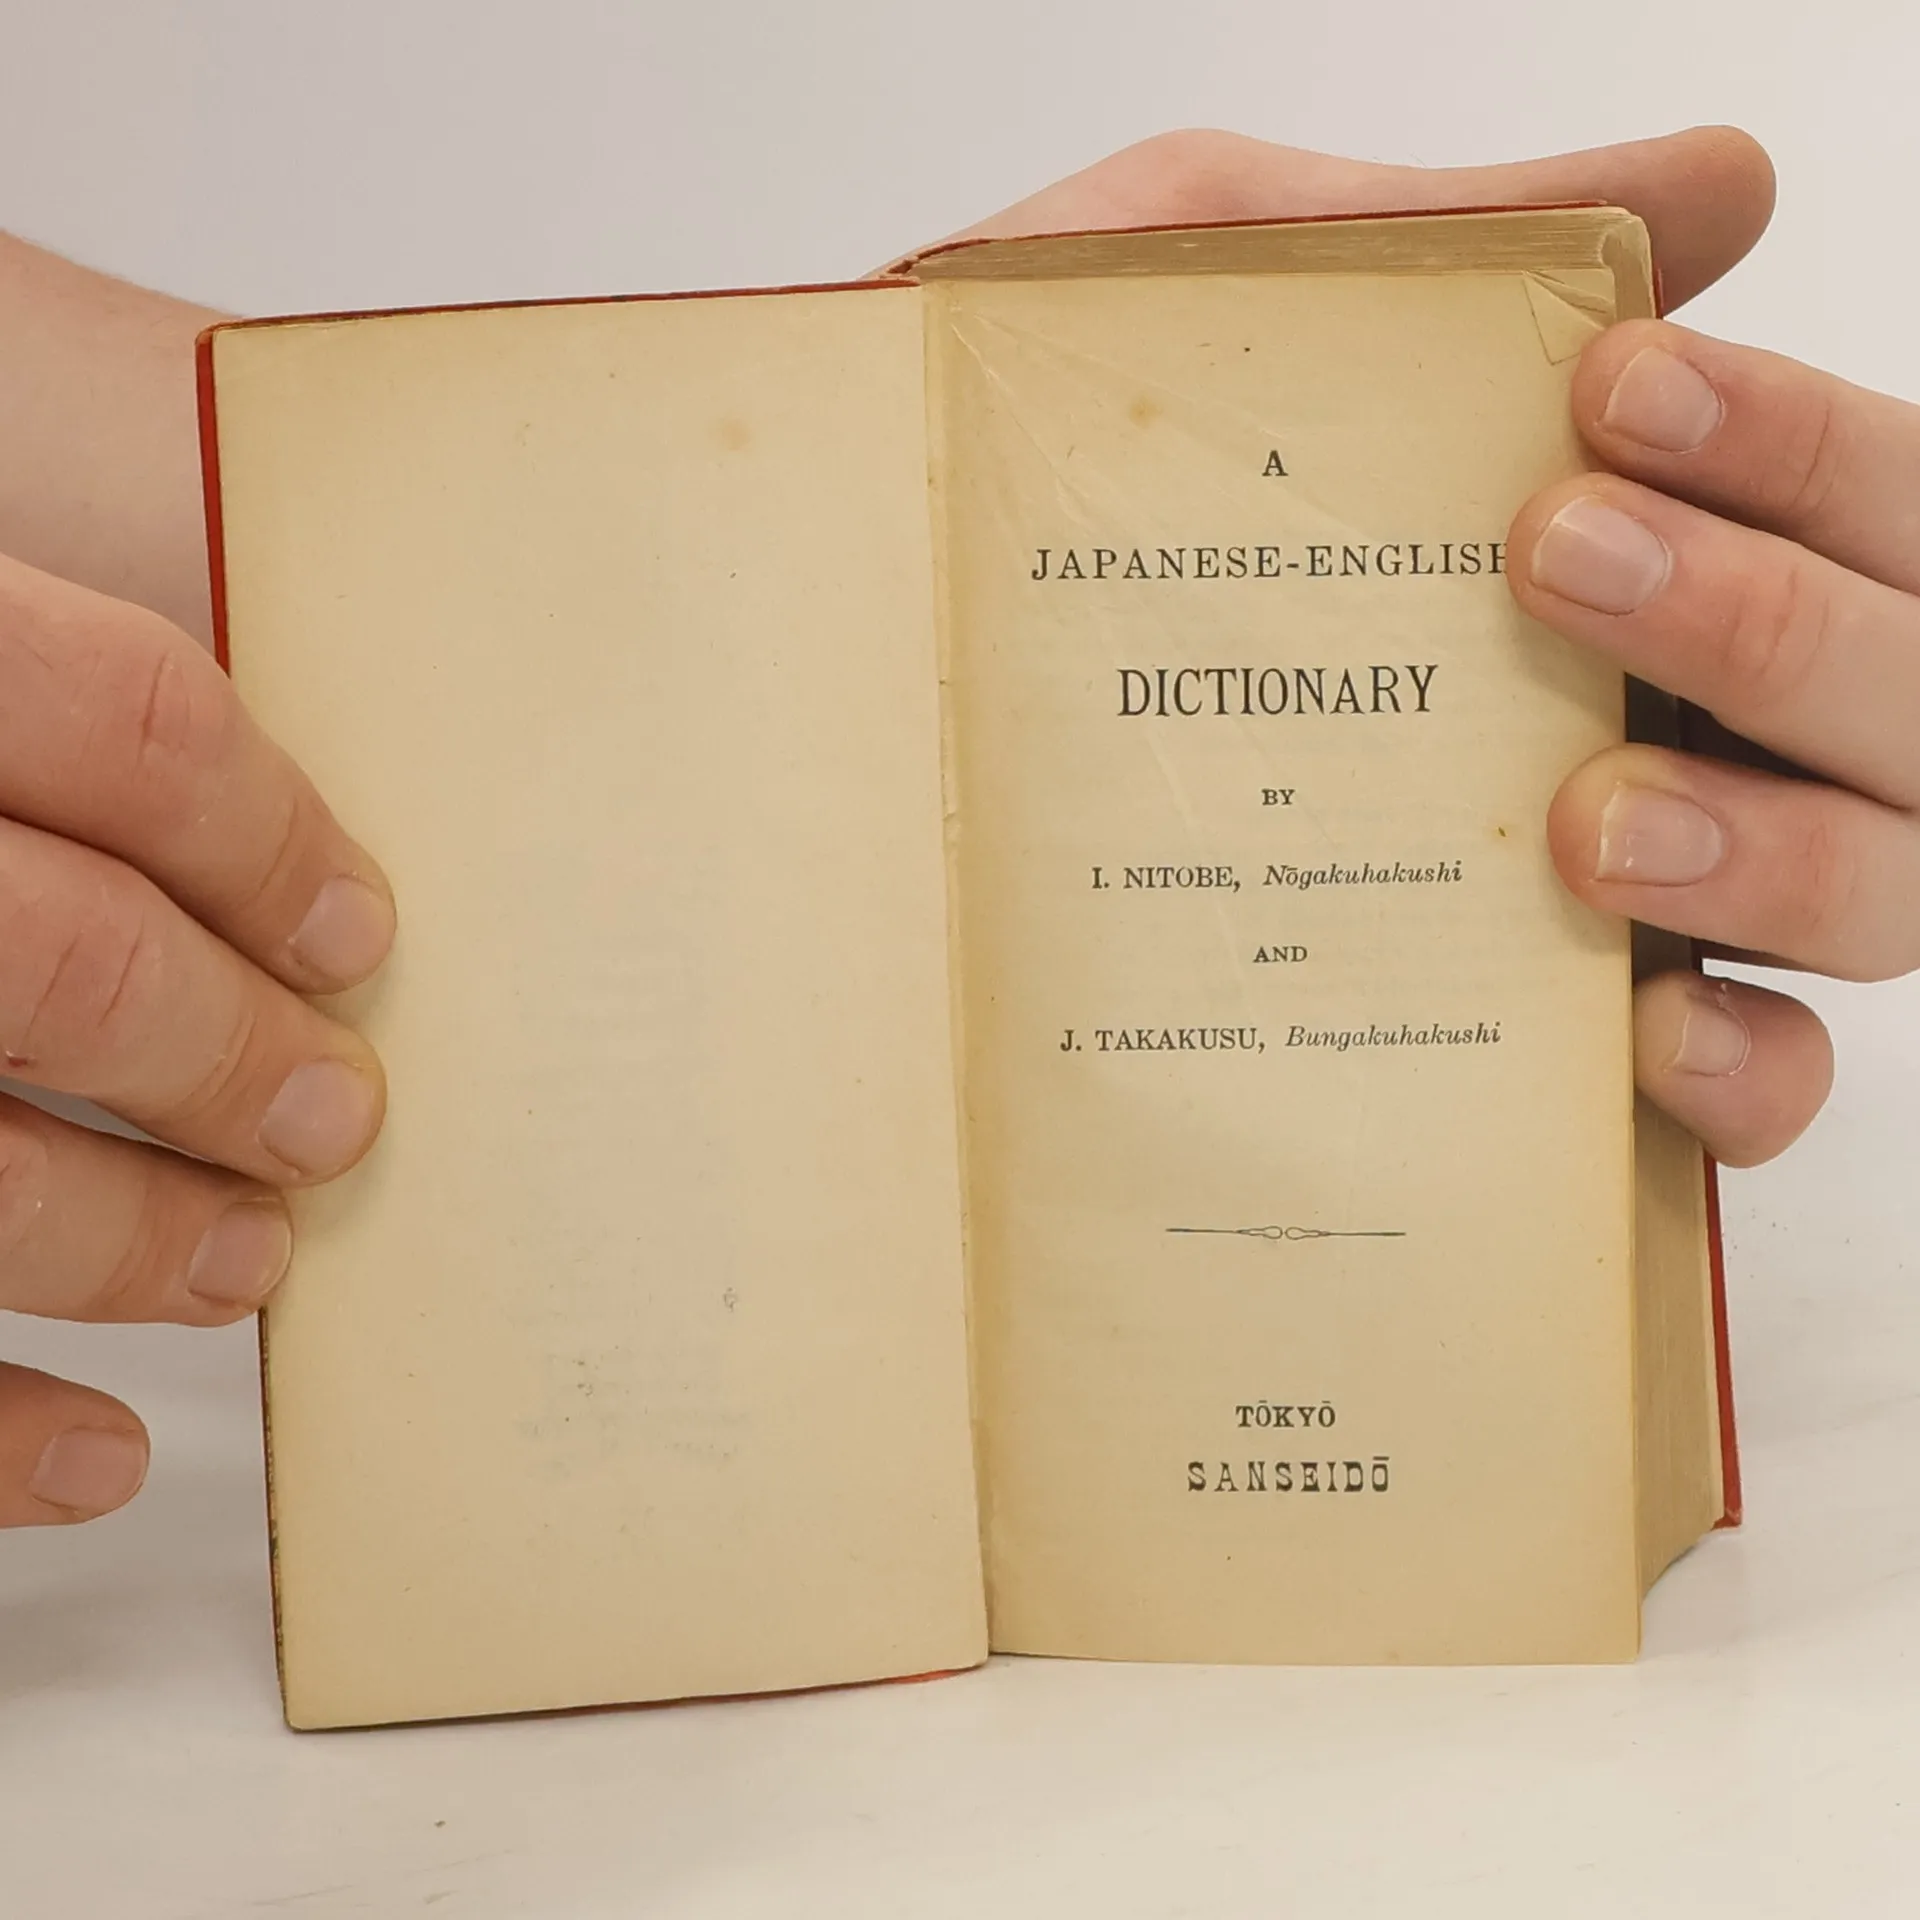 A
JAPANESE-ENGLISH
DICTIONARY
BY
I. NITOBE, Nōgakuhakushi
AND
J. TAKAKUSU, Bungakuhakushi
TŌKYŌ
SANSEIDŌ